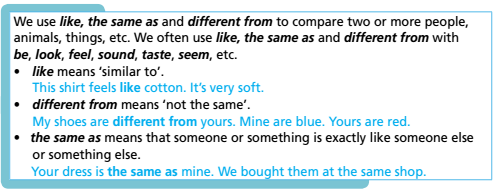 We use like, the same as and different from to compare two or more people,
animals, things, etc. We often use like, the same as and different from with
be, look, feel, sound, taste, seem, etc.
• like means ‘similar to’.
This shirt feels like cotton. It’s very soft.
• different from means ‘not the same’.
My shoes are different from yours. Mine are blue. Yours are red.
• the same as means that someone or something is exactly like someone else
or something else.
Your dress is the same as mine. We bought them at the same shop.